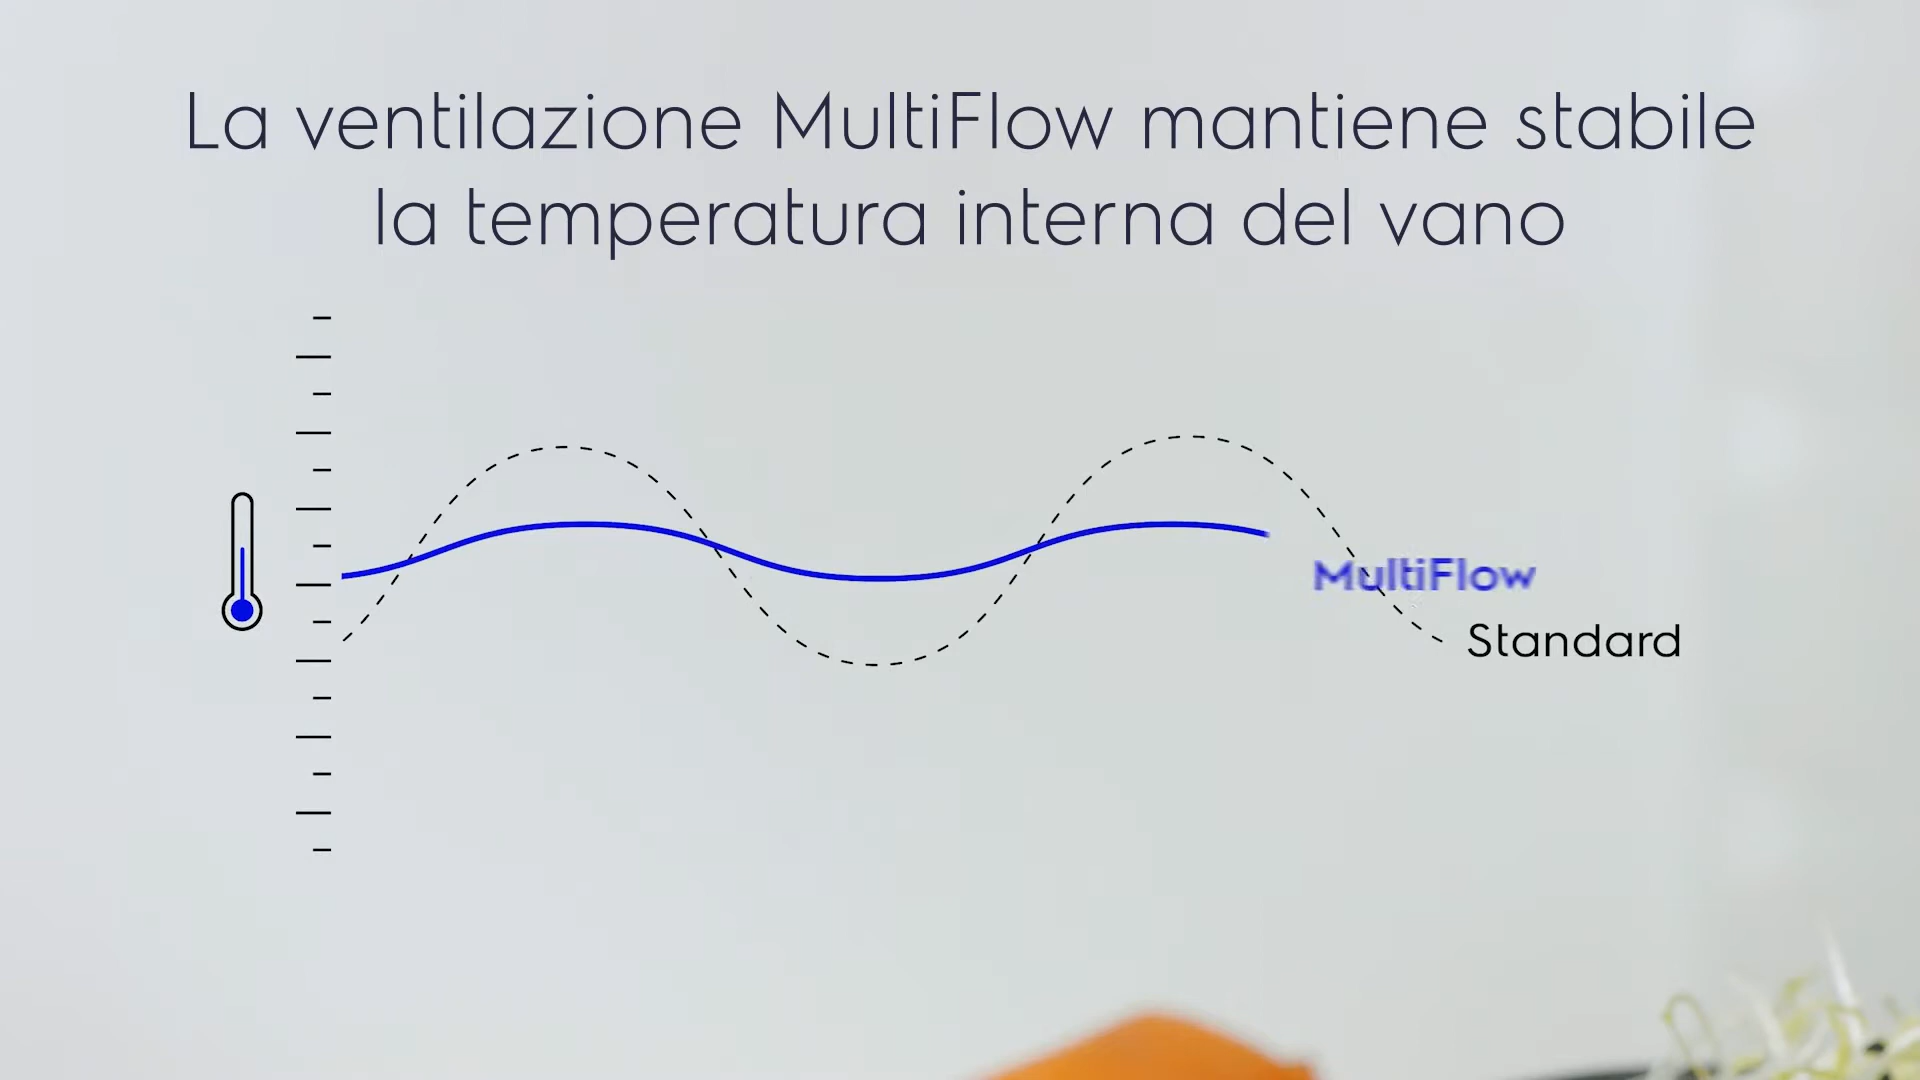 La ventilazione MultiFlow mantiene stabile
la temperatura interna del vano
MultiFlow
Standard